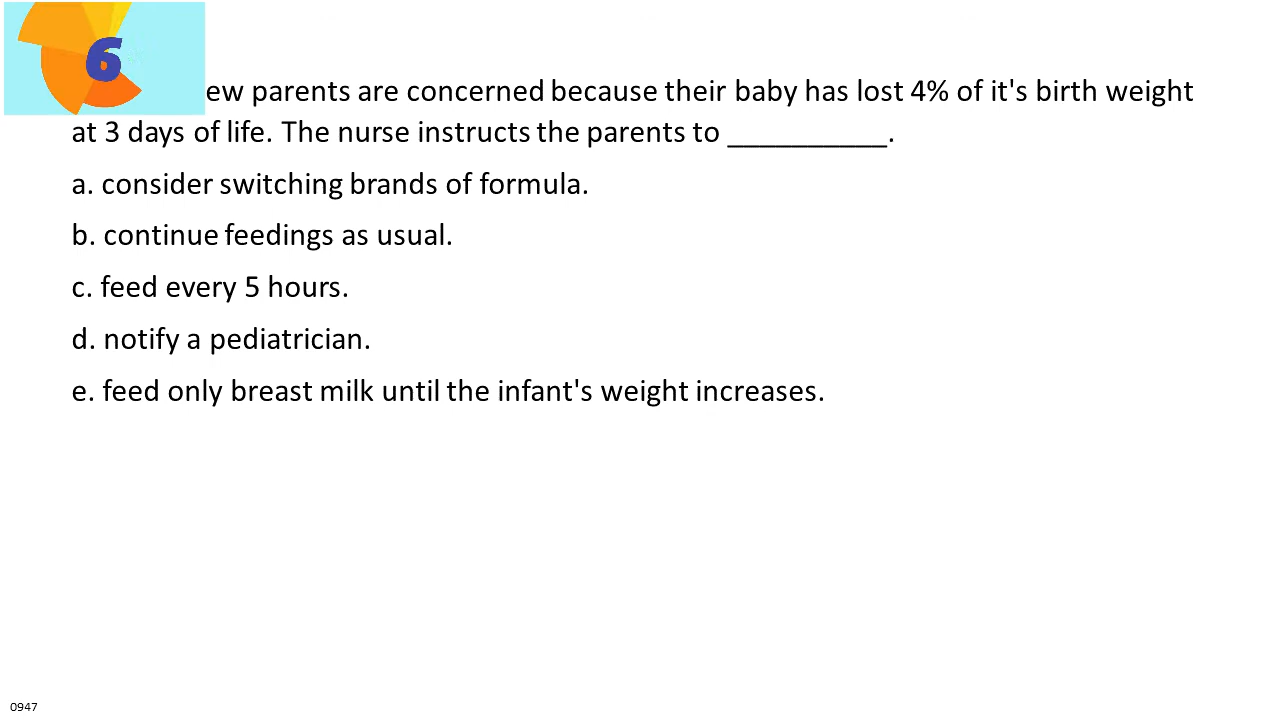 6
parents are concerned because their baby has lost 4% of it's birth weight
at 3 days of life. The nurse instructs the parents to __________.
a. consider switching brands of formula.
b. continue feedings as usual.
c. feed every 5 hours.
d. notify a pediatrician.
e. feed only breast milk until the infant's weight increases.
0947